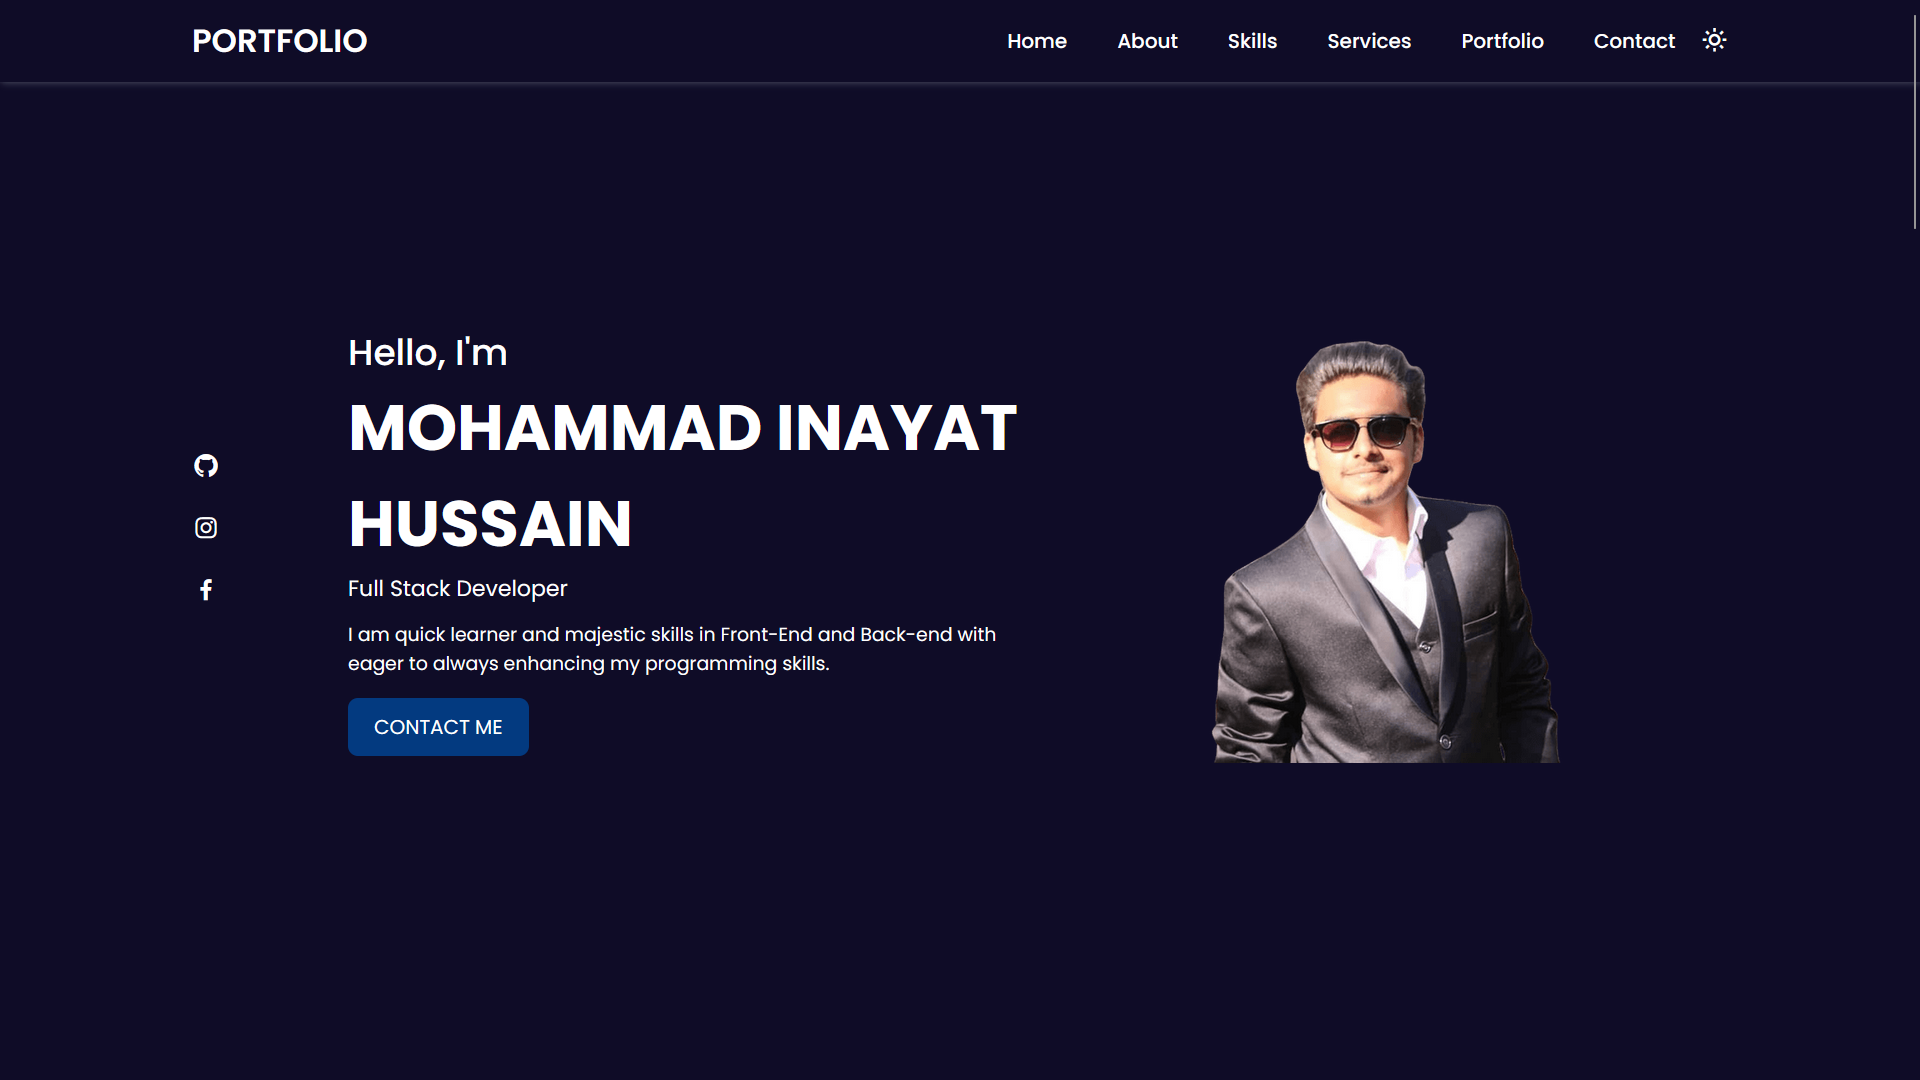 PORTFOLIO
Home About Skills Services Portfolio Contact
Hello, I'm
MOHAMMAD INAYAT
HUSSAIN
Full Stack Developer
I am quick learner and majestic skills in Front-End and Back-end with
eager to always enhancing my programming skills.
CONTACT ME